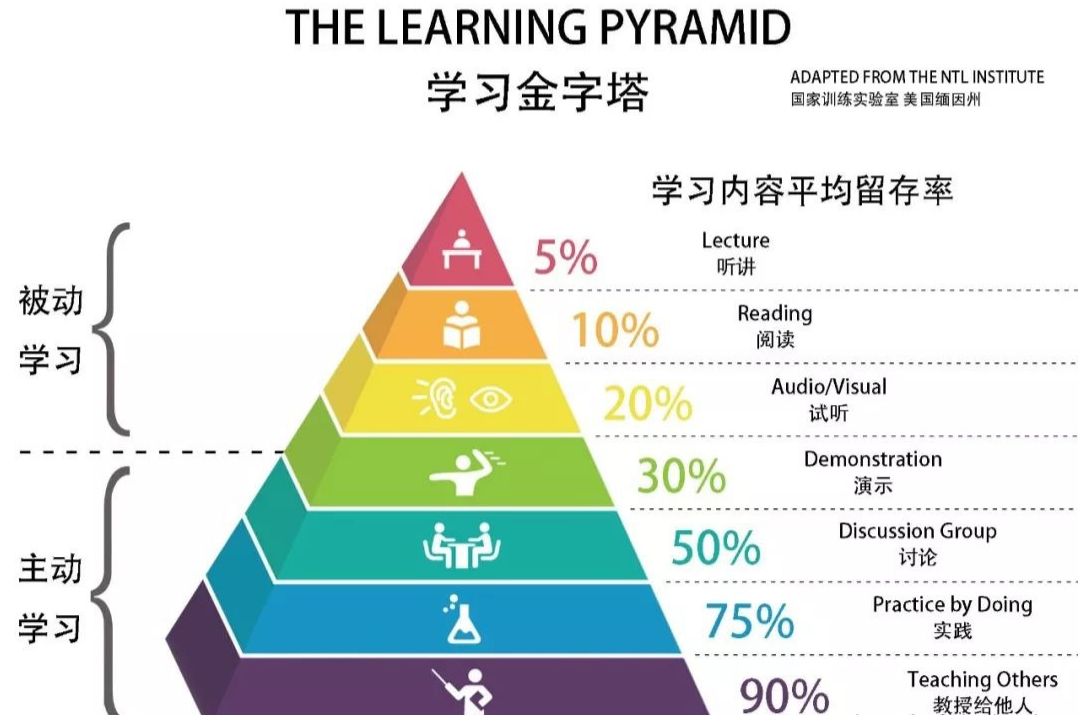 THE LEARNING PYRAMID
学习金字塔
ADAPTED FROM THE NTL INSTITUTE
国家训练实验室 美国缅因州
学习内容平均留存率
被动
学习
5%
Lecture
听讲
10%
Reading
阅读
20%
Audio/Visual
试听
30%
Demonstration
演示
主动
学习
50%
Discussion Group
讨论
75%
Practice by Doing
实践
90%
Teaching Others
教授给他人